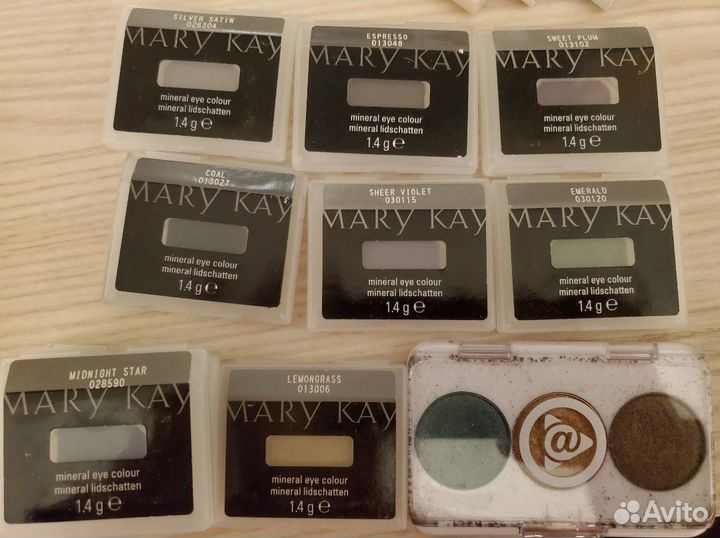 SILVER SATIN
026304
MARY KAY
mineral eye colour
mineral lidschatten
1.4 g e
ESPRESSO
013048
MARY KAY
mineral eye colour
mineral lidschatten
1.4 g e
SWEET PLUM
013102
MARY KAY
mineral eye colour
mineral lidschatten
1.4 g e
COAL
013027
MARY KAY
mineral eye colour
mineral lidschatten
1.4 g e
SHEER VIOLET
030115
MARY KAY
mineral eye colour
mineral lidschatten
1.4 g e
EMERALD
030120
MARY KAY
mineral eye colour
mineral lidschatten
1.4 g e
MIDNIGHT STAR
028590
MARY KAY
mineral eye colour
mineral lidschatten
1.4 g e
LEMONGRASS
013006
MARY KAY
mineral eye colour
mineral lidschatten
1.4 g e
@
Avito